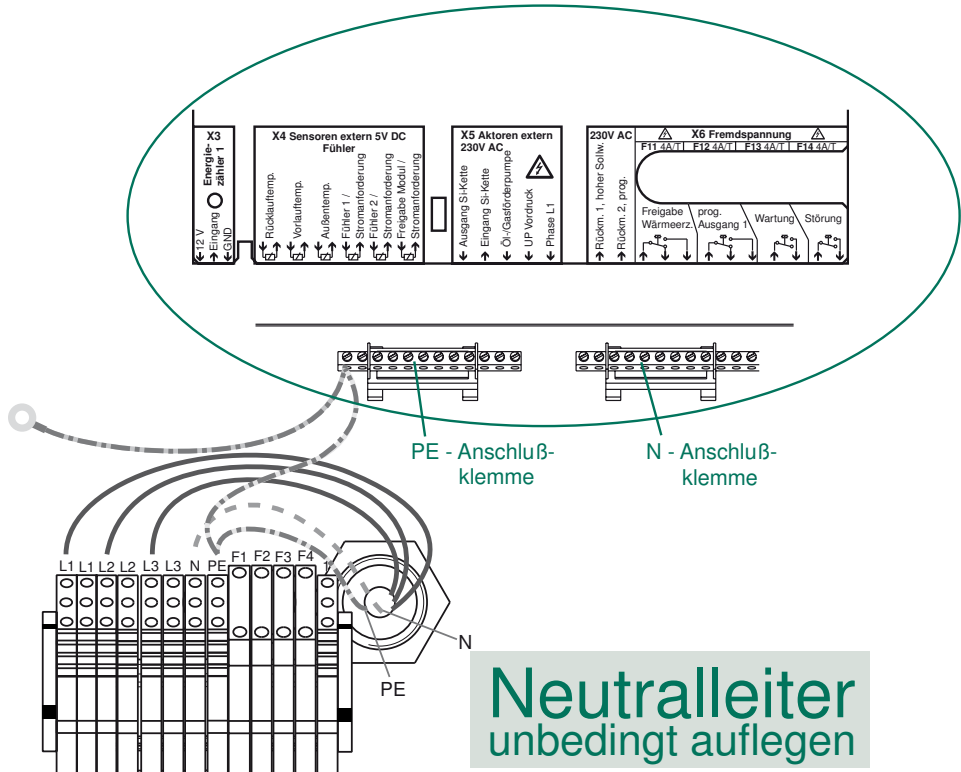 X3
Energie-
zähler 1
12 V
Eingang
GND
X4 Sensoren extern 5V DC
Fühler
Rücklauftemp.
Vorlauftemp.
Außentemp.
Fühler 1 /
Stromanforderung
Fühler 2 /
Stromanforderung
Freigabe Modul /
Stromanforderung
X5 Aktoren extern
230V AC
Ausgang Si-Kette
Eingang Si-Kette
Öl-/Gasförderpumpe
UP Vordruck
Phase L1
230V AC
Rückm. 1, hoher Sollw.
Rückm. 2, prog.
X6 Fremdspannung
F11 4A/T F12 4A/T F13 4A/T F14 4A/T
Freigabe
Wärmeerz.
prog.
Ausgang 1
Wartung
Störung
PE - Anschluß-
klemme
N - Anschluß-
klemme
L1 L1 L2 L2 L3 L3 N PE F1 F2 F3 F4 1
N
PE
Neutralleiter
unbedingt auflegen